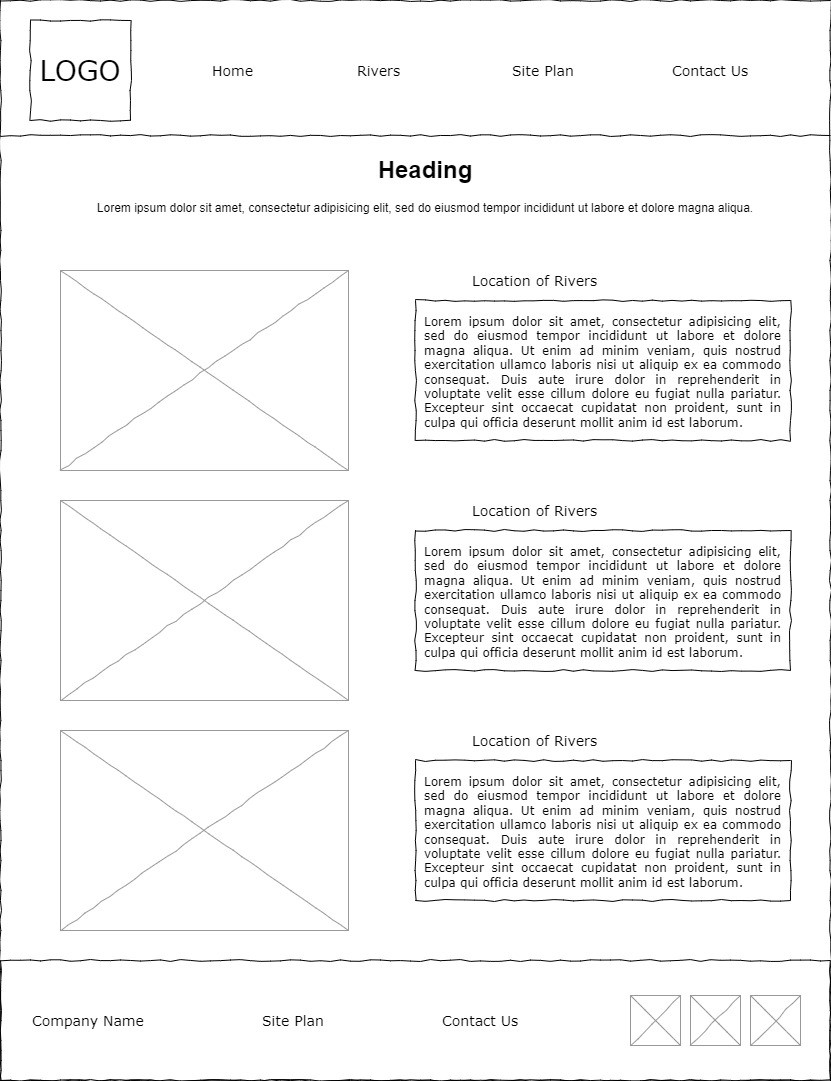 LOGO
Home
Rivers
Site Plan
Contact Us
Heading
Lorem ipsum dolor sit amet, consectetur adipisicing elit, sed do eiusmod tempor incididunt ut labore et dolore magna aliqua.
Location of Rivers
Lorem ipsum dolor sit amet, consectetur adipisicing elit,
sed do eiusmod tempor incididunt ut labore et dolore
magna aliqua. Ut enim ad minim veniam, quis nostrud
exercitation ullamco laboris nisi ut aliquip ex ea commodo
consequat. Duis aute irure dolor in reprehenderit in
voluptate velit esse cillum dolore eu fugiat nulla pariatur.
Excepteur sint occaecat cupidatat non proident, sunt in
culpa qui officia deserunt mollit anim id est laborum.
Location of Rivers
Lorem ipsum dolor sit amet, consectetur adipisicing elit,
sed do eiusmod tempor incididunt ut labore et dolore
magna aliqua. Ut enim ad minim veniam, quis nostrud
exercitation ullamco laboris nisi ut aliquip ex ea commodo
consequat. Duis aute irure dolor in reprehenderit in
voluptate velit esse cillum dolore eu fugiat nulla pariatur.
Excepteur sint occaecat cupidatat non proident, sunt in
culpa qui officia deserunt mollit anim id est laborum.
Location of Rivers
Lorem ipsum dolor sit amet, consectetur adipisicing elit,
sed do eiusmod tempor incididunt ut labore et dolore
magna aliqua. Ut enim ad minim veniam, quis nostrud
exercitation ullamco laboris nisi ut aliquip ex ea commodo
consequat. Duis aute irure dolor in reprehenderit in
voluptate velit esse cillum dolore eu fugiat nulla pariatur.
Excepteur sint occaecat cupidatat non proident, sunt in
culpa qui officia deserunt mollit anim id est laborum.
Company Name
Site Plan
Contact Us